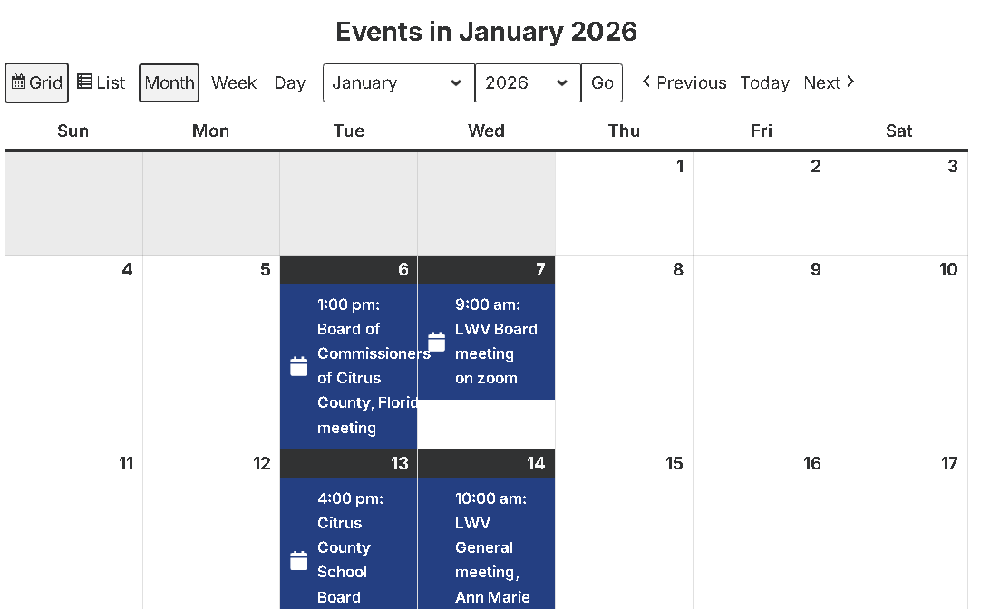 Events in January 2026
Grid List Month Week Day January 2026 Go Previous Today Next
Sun Mon Tue Wed Thu Fri Sat
1 2 3
4 5 6 7 8 9 10
1:00 pm:
Board of
Commissioners
of Citrus
County, Florid
meeting
9:00 am:
LWV Board
meeting
on zoom
11 12 13 14 15 16 17
4:00 pm:
Citrus
County
School
Board
10:00 am:
LWV
General
meeting,
Ann Marie